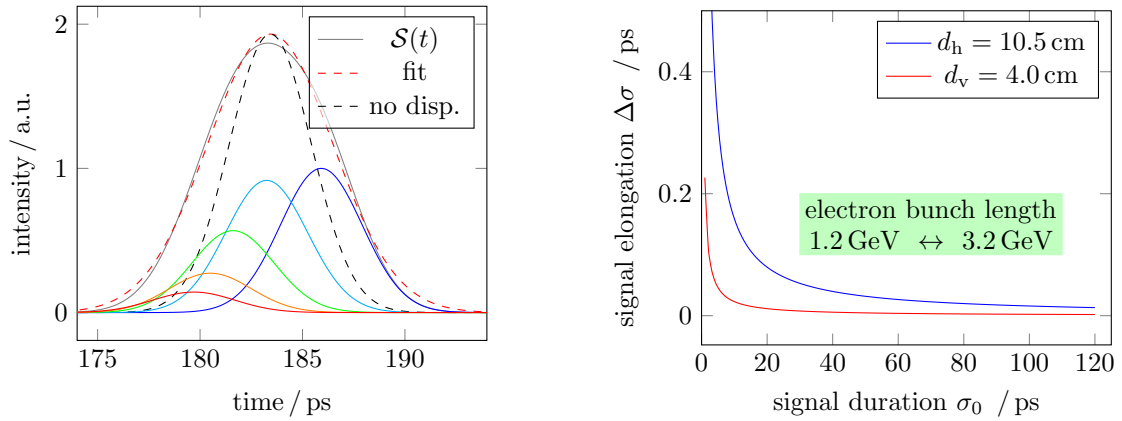 2
1
0
intensity / a.u.
175
180
185
190
time / ps
S(t)
fit
no disp.
0.4
0.2
0
signal elongation Δσ / ps
0
20
40
60
80
100
120
signal duration σ₀ / ps
d_h = 10.5 cm
d_v = 4.0 cm
electron bunch length
1.2 GeV ↔ 3.2 GeV